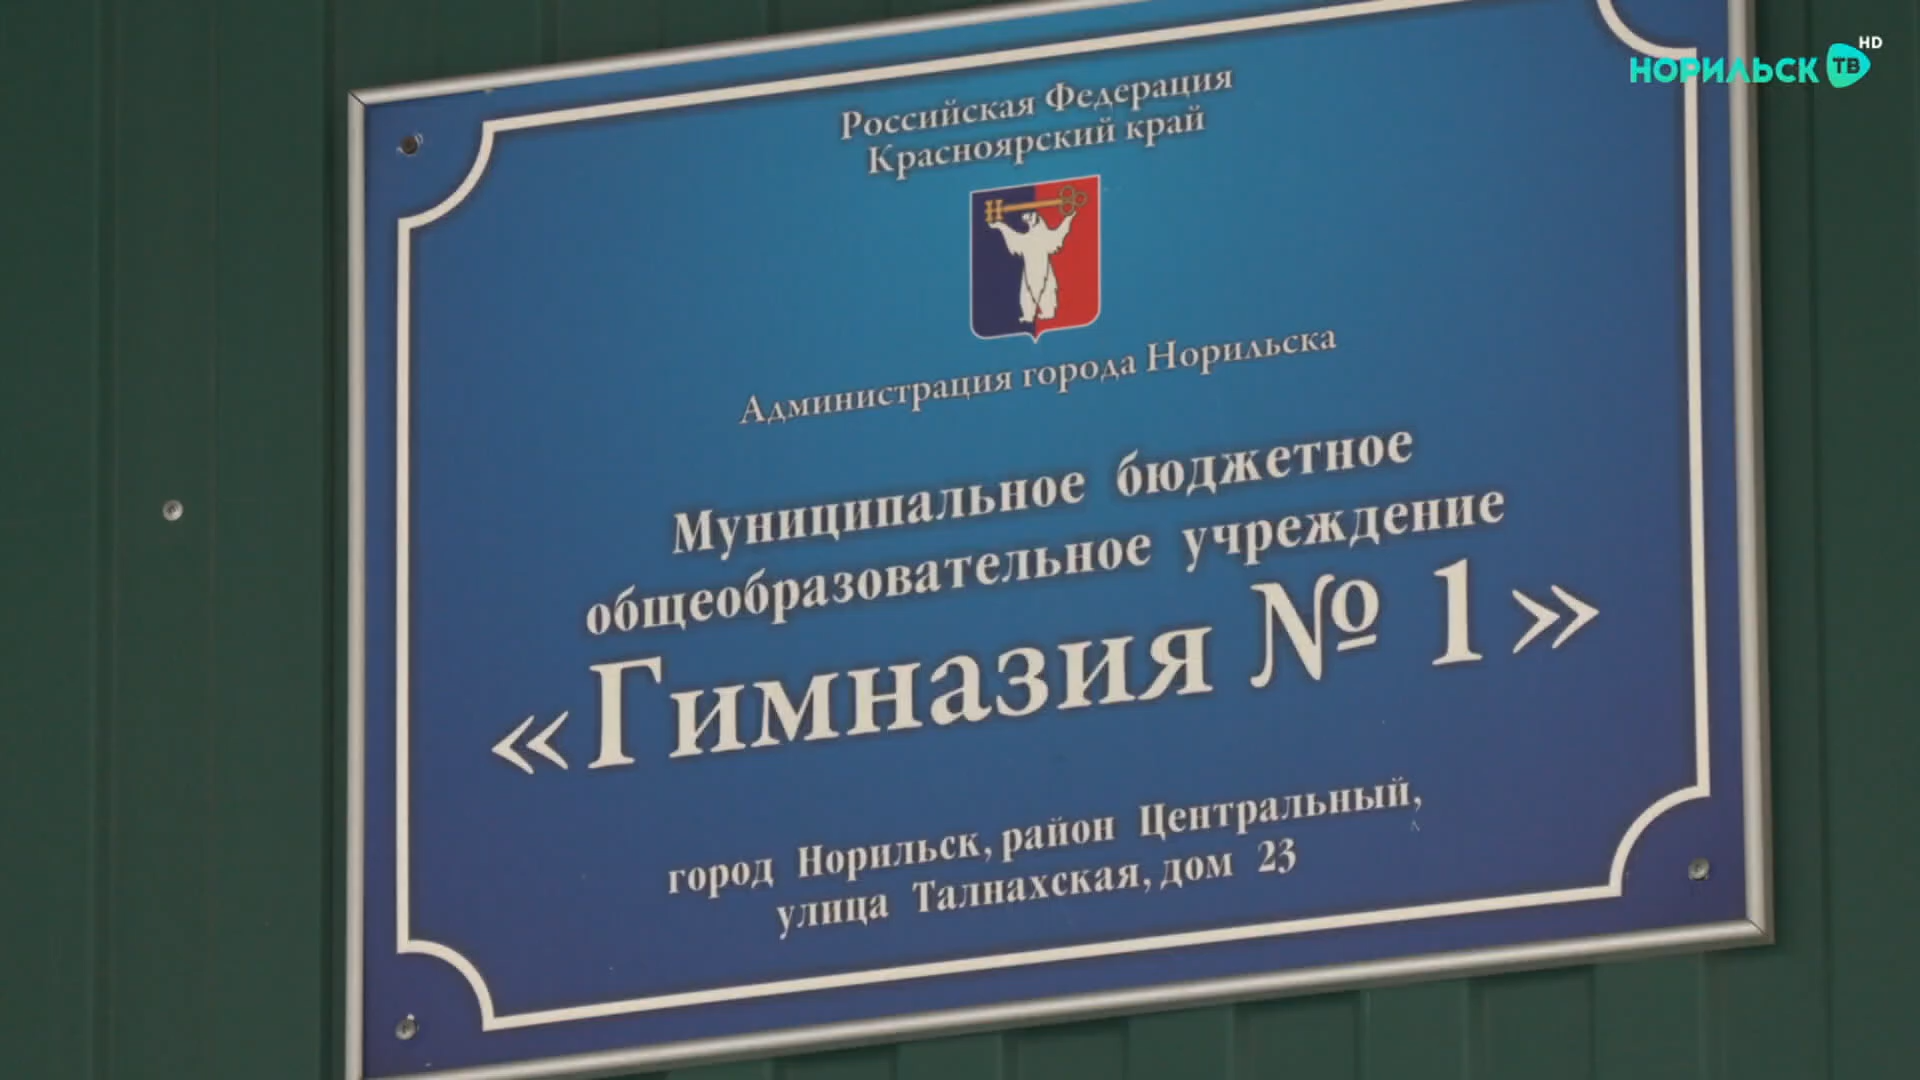 НОРИЛЬСК ТВ HD
Российская Федерация
Красноярский край
Н
Администрация города Норильска
Муниципальное бюджетное
общеобразовательное учреждение
«Гимназия № 1»
город Норильск, район Центральный,
улица Талнахская, дом 23